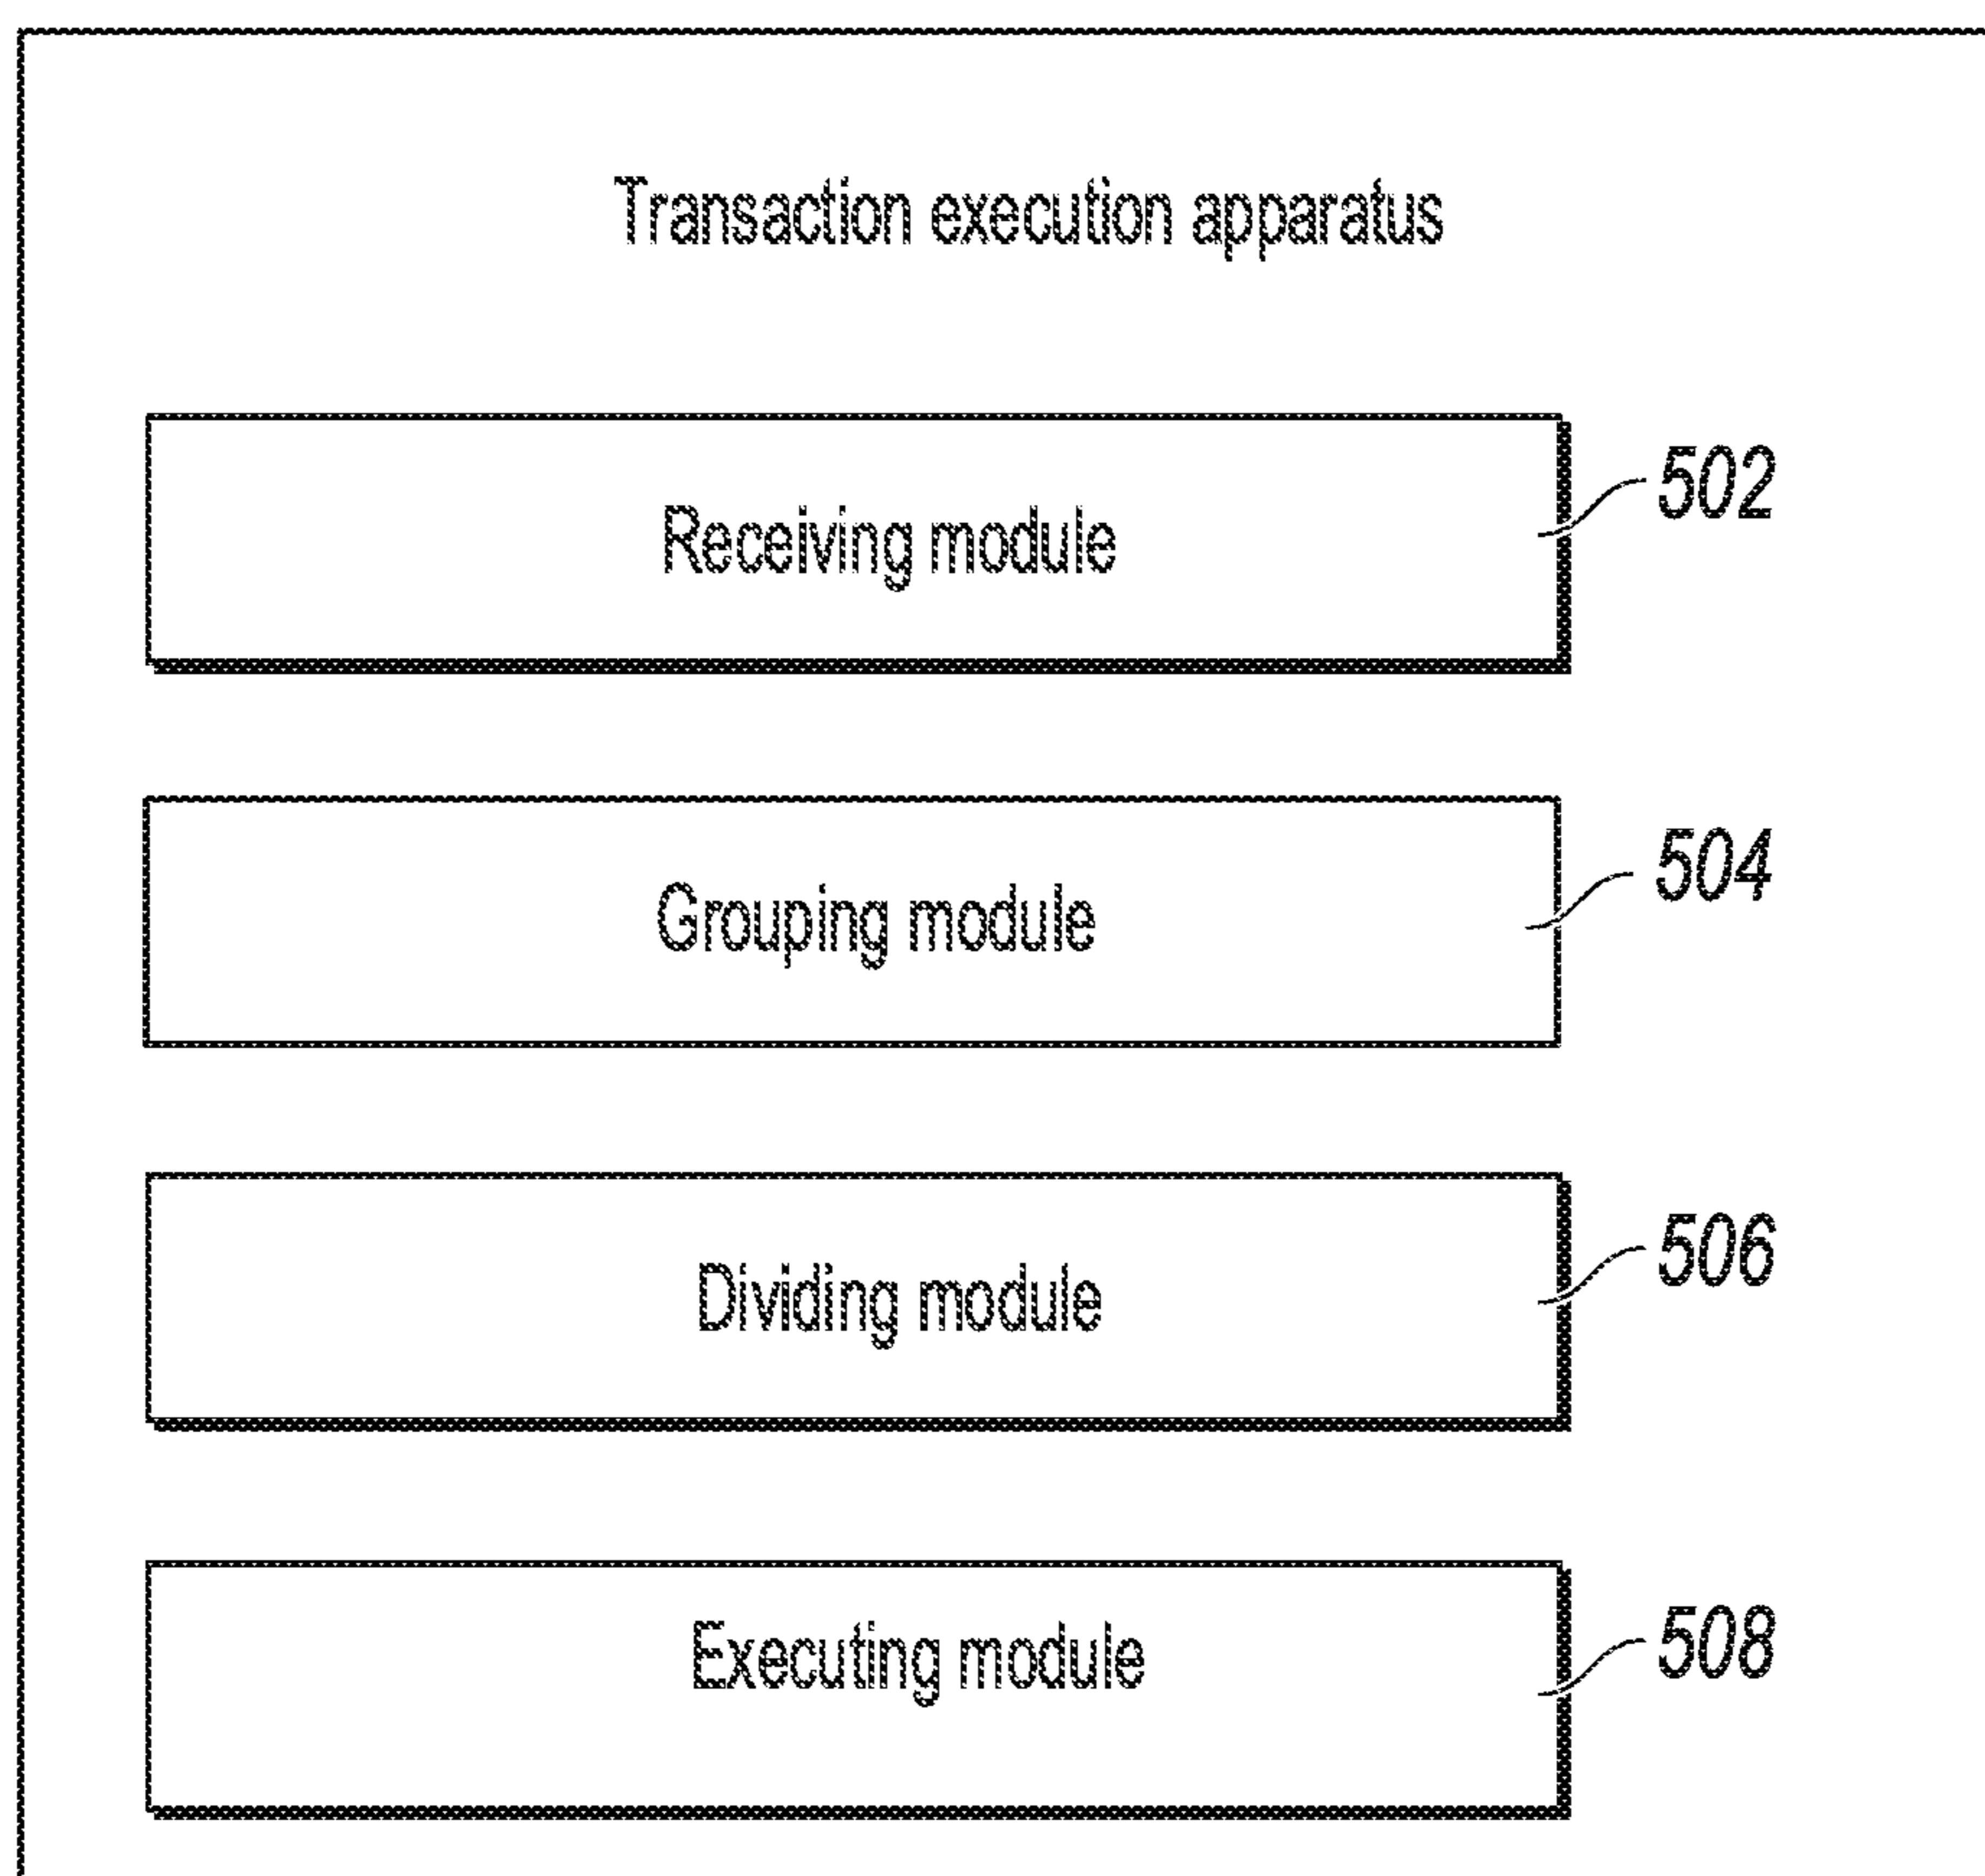 Transaction execution apparatus
Receiving module
502
Grouping module
504
Dividing module
506
Executing module
508